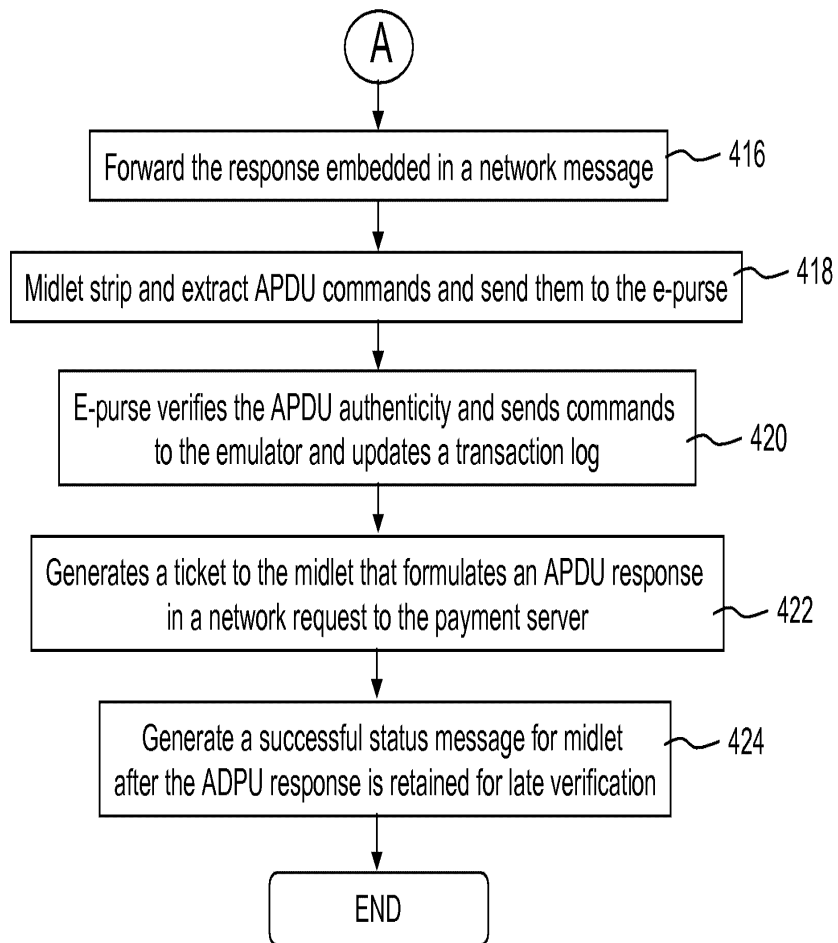 A
Forward the response embedded in a network message
416
Midlet strip and extract APDU commands and send them to the e-purse
418
E-purse verifies the APDU authenticity and sends commands
to the emulator and updates a transaction log
420
Generates a ticket to the midlet that formulates an APDU response
in a network request to the payment server
422
Generate a successful status message for midlet
after the ADPU response is retained for late verification
424
END